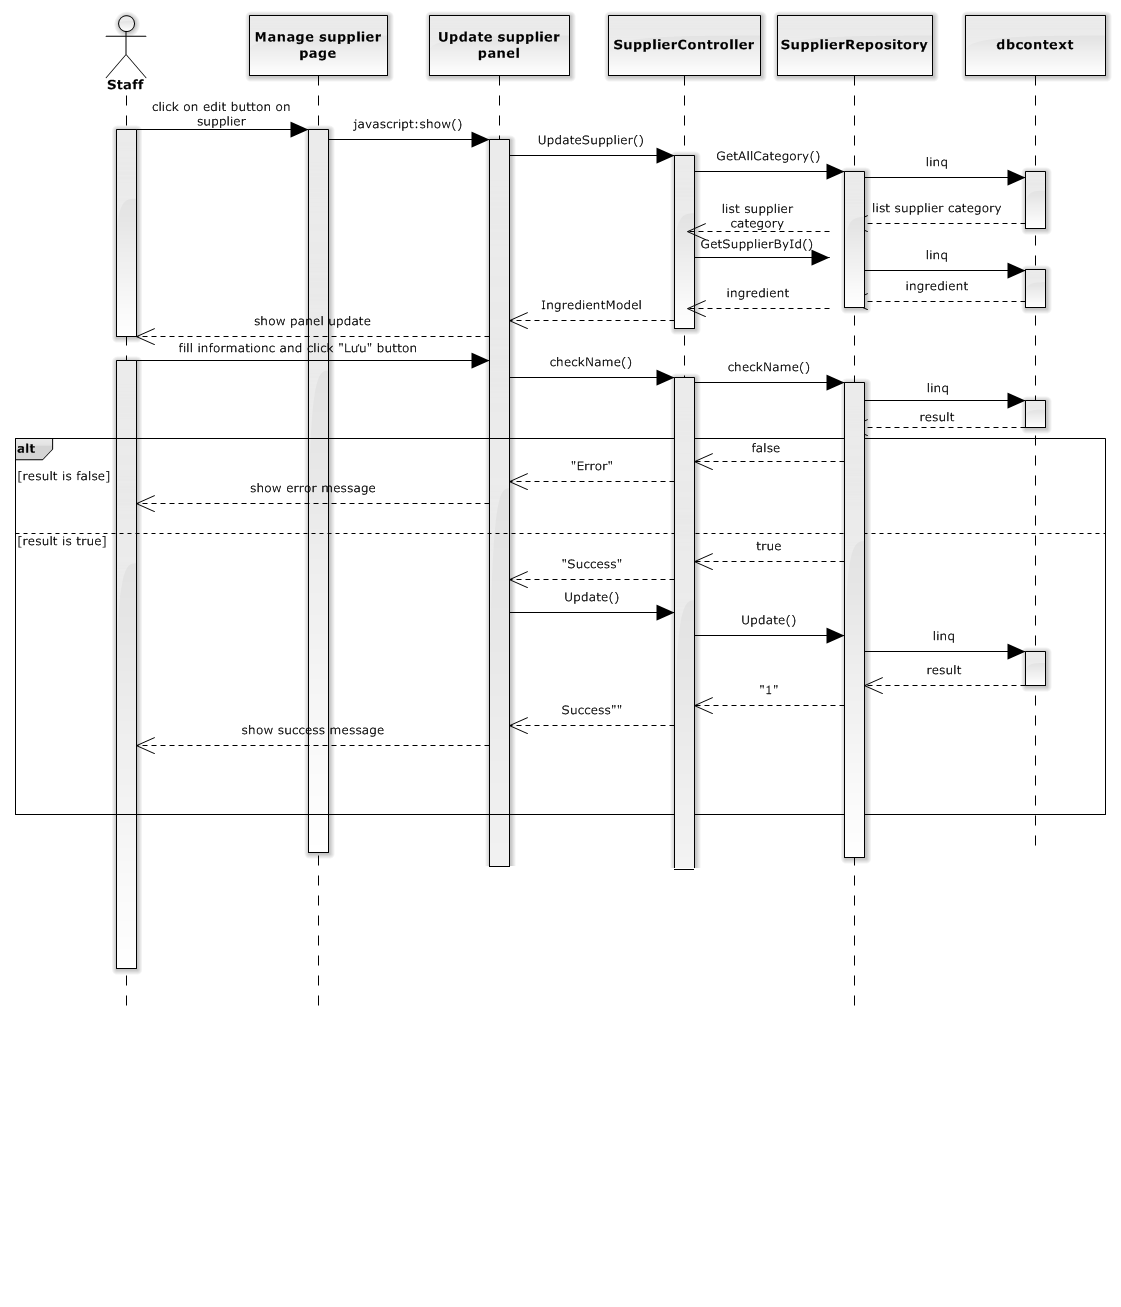 Staff
Manage supplier
page
Update supplier
panel
SupplierController
SupplierRepository
dbcontext
click on edit button on
supplier
javascript:show()
UpdateSupplier()
GetAllCategory()
linq
list supplier category
list supplier
category
GetSupplierById()
linq
ingredient
ingredient
IngredientModel
show panel update
fill informationc and click "Lưu" button
checkName()
checkName()
linq
result
alt
false
[result is false]
"Error"
show error message
[result is true]
true
"Success"
Update()
Update()
linq
result
"1"
Success""
show success message